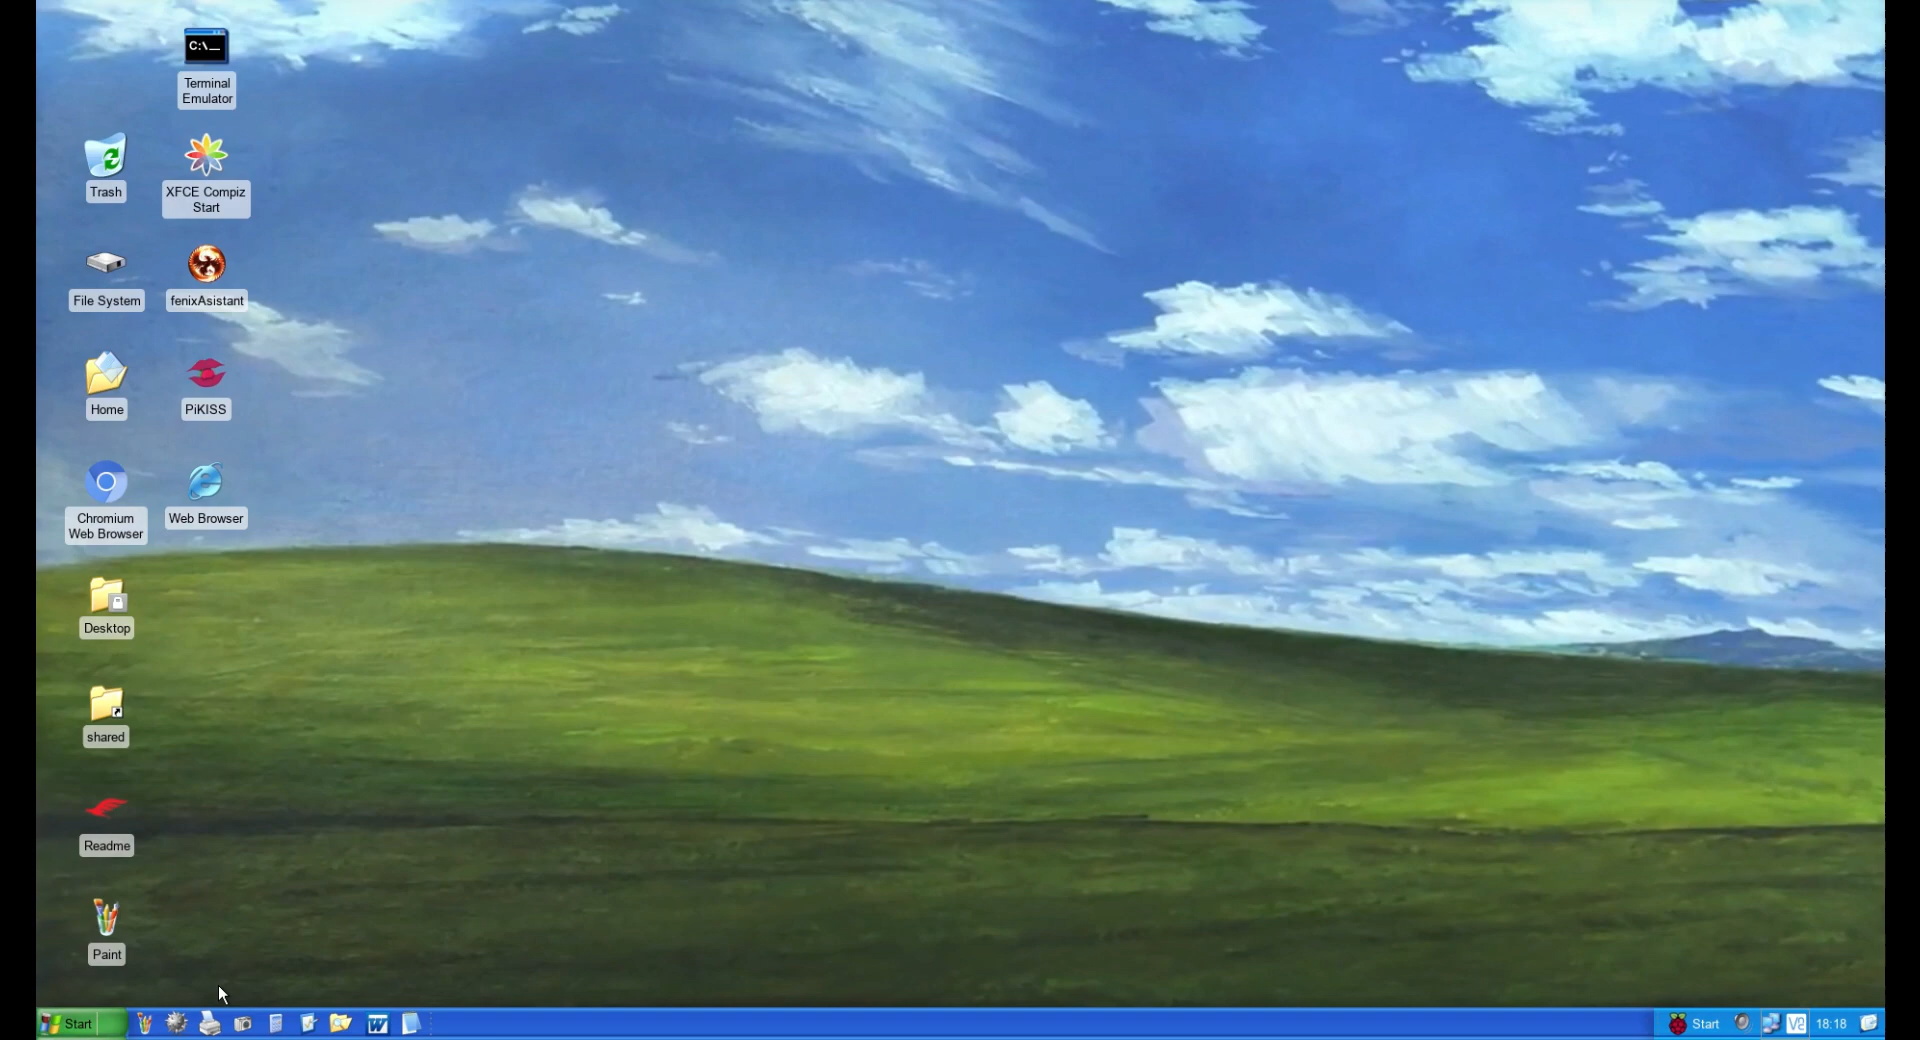 C:\
Terminal
Emulator
Trash
XFCE Compiz
Start
File System
fenixAsistant
Home
PiKISS
Chromium
Web Browser
Web Browser
Desktop
shared
Readme
Paint
Start
W
Start
18:18